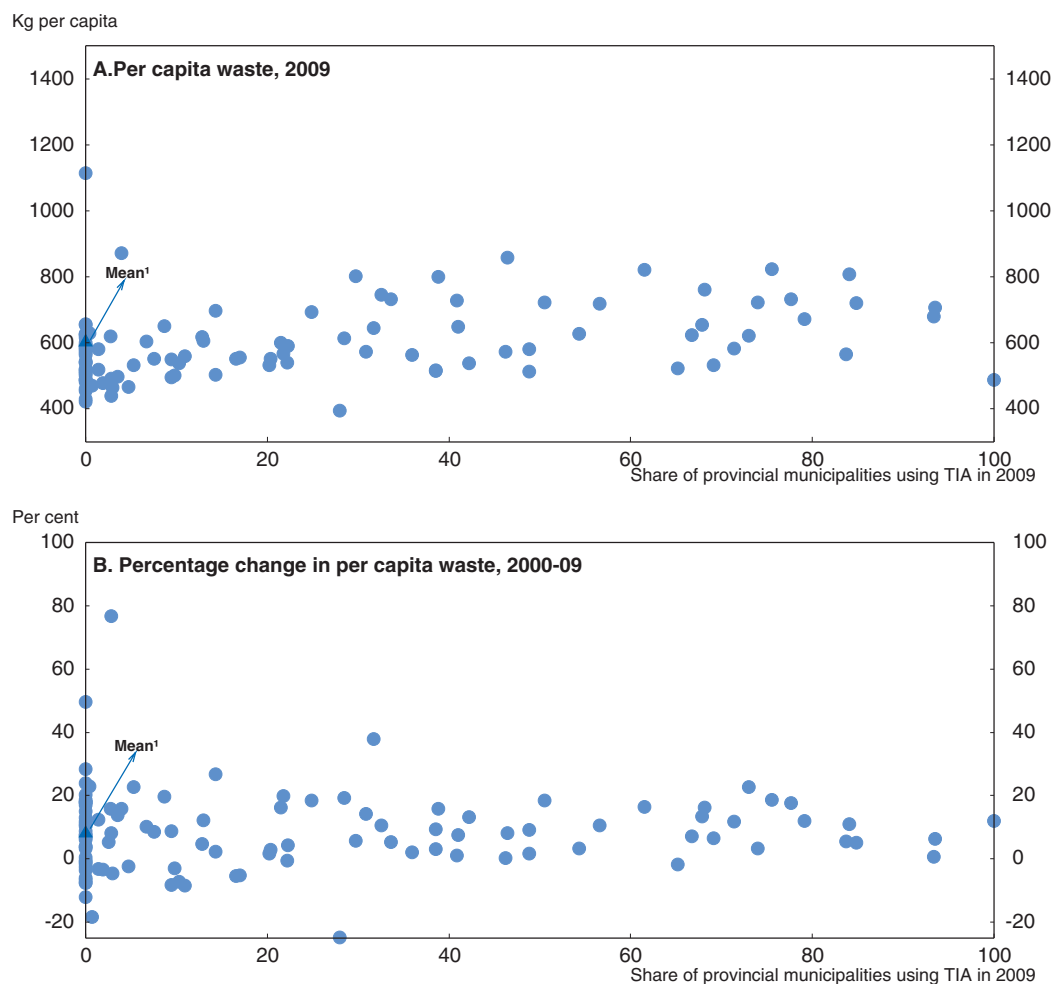 Kg per capita
A.Per capita waste, 2009
1400 1400
1200 1200
1000 1000
800 800
Mean¹
600 600
400 400
0 20 40 60 80 100
Share of provincial municipalities using TIA in 2009
Per cent
100 100
B. Percentage change in per capita waste, 2000-09
80 80
60 60
40 40
Mean¹
20 20
0 0
-20 -20
0 20 40 60 80 100
Share of provincial municipalities using TIA in 2009